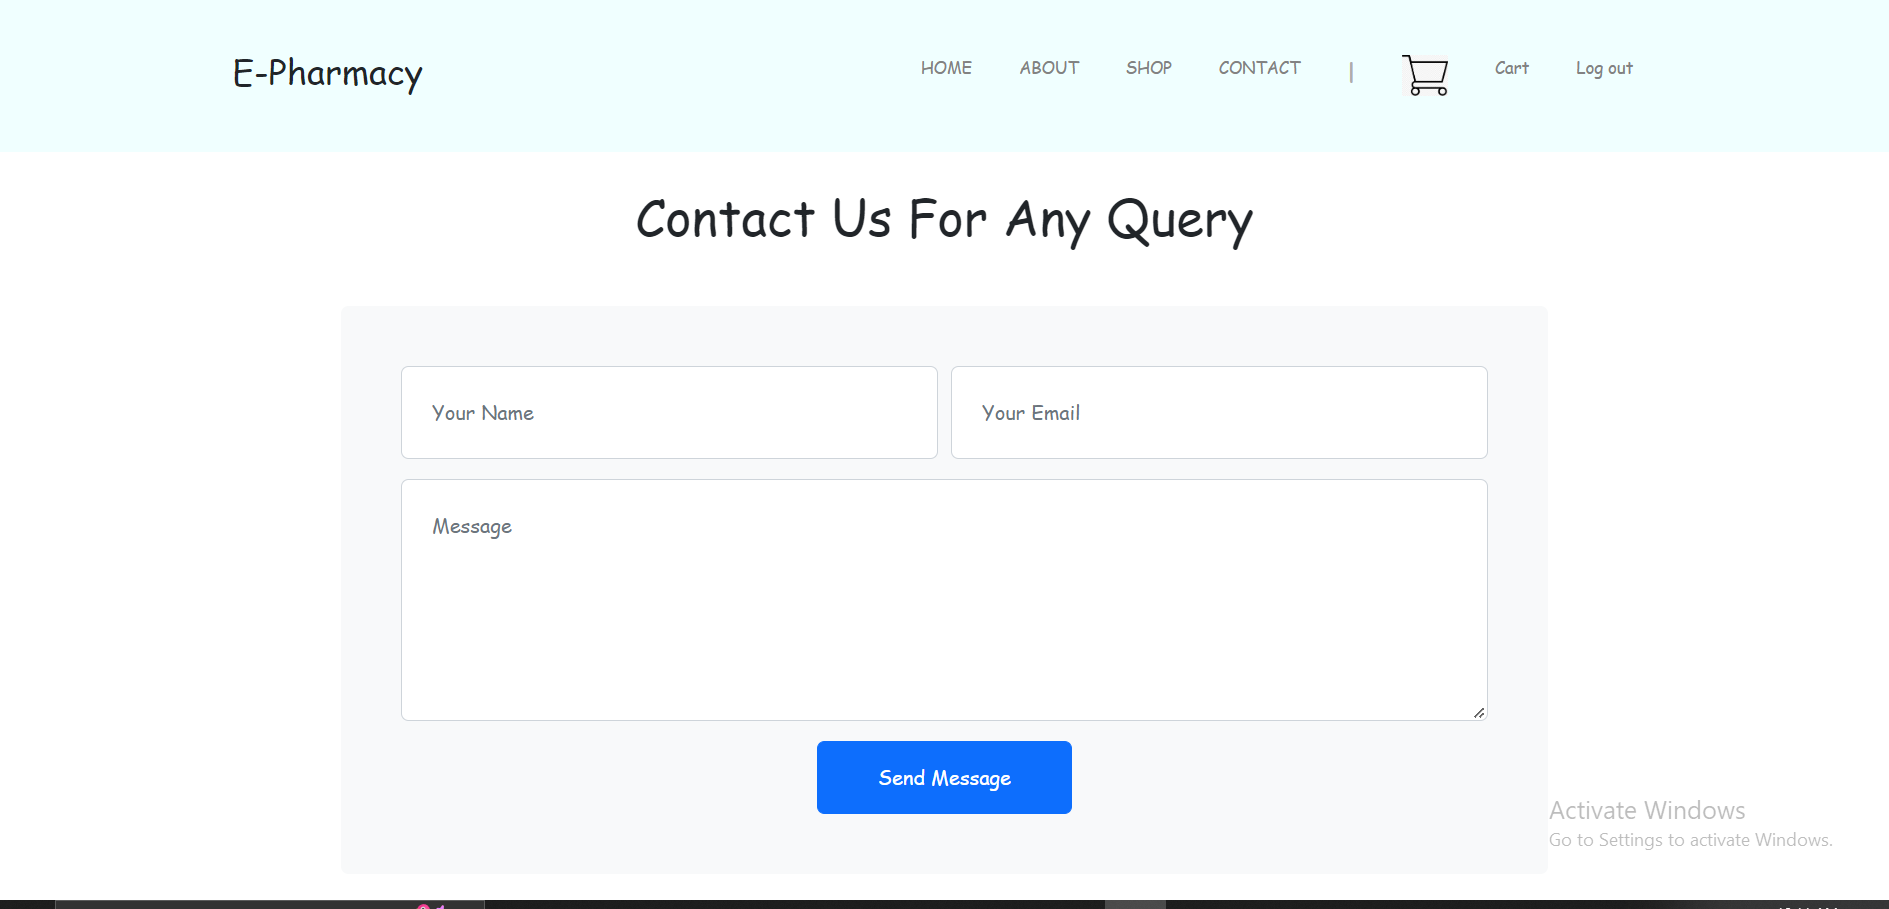 E-Pharmacy
HOME ABOUT SHOP CONTACT | Cart Log out
Contact Us For Any Query
Your Name
Your Email
Message
Send Message
Activate Windows
Go to Settings to activate Windows.